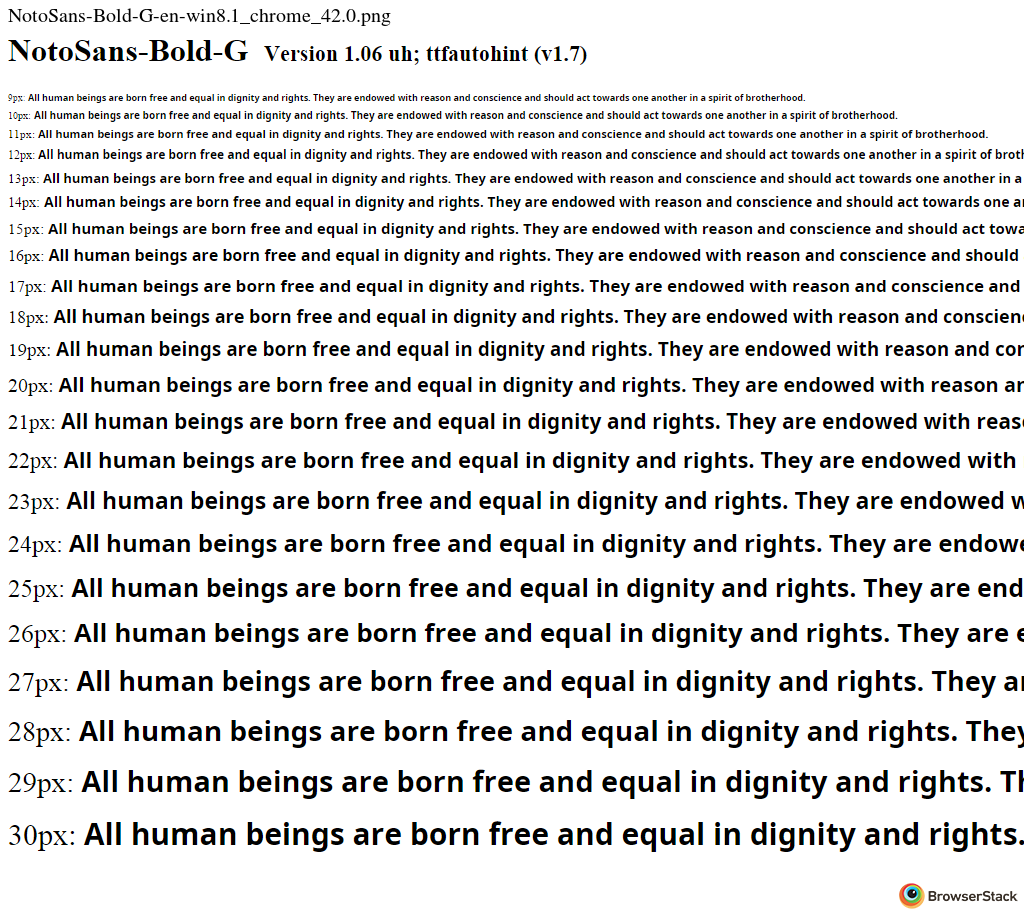 NotoSans-Bold-G-en-win8.1_chrome_42.0.png
NotoSans-Bold-G Version 1.06 uh; ttfautohint (v1.7)
9px: All human beings are born free and equal in dignity and rights. They are endowed with reason and conscience and should act towards one another in a spirit of brotherhood.
10px: All human beings are born free and equal in dignity and rights. They are endowed with reason and conscience and should act towards one another in a spirit of brotherhood.
11px: All human beings are born free and equal in dignity and rights. They are endowed with reason and conscience and should act towards one another in a spirit of brotherhood.
12px: All human beings are born free and equal in dignity and rights. They are endowed with reason and conscience and should act towards one another in a spirit of broth
13px: All human beings are born free and equal in dignity and rights. They are endowed with reason and conscience and should act towards one another in a
14px: All human beings are born free and equal in dignity and rights. They are endowed with reason and conscience and should act towards one a
15px: All human beings are born free and equal in dignity and rights. They are endowed with reason and conscience and should act towa
16px: All human beings are born free and equal in dignity and rights. They are endowed with reason and conscience and should
17px: All human beings are born free and equal in dignity and rights. They are endowed with reason and conscience and
18px: All human beings are born free and equal in dignity and rights. They are endowed with reason and conscien
19px: All human beings are born free and equal in dignity and rights. They are endowed with reason and con
20px: All human beings are born free and equal in dignity and rights. They are endowed with reason ar
21px: All human beings are born free and equal in dignity and rights. They are endowed with reas
22px: All human beings are born free and equal in dignity and rights. They are endowed with
23px: All human beings are born free and equal in dignity and rights. They are endowed w
24px: All human beings are born free and equal in dignity and rights. They are endowe
25px: All human beings are born free and equal in dignity and rights. They are end
26px: All human beings are born free and equal in dignity and rights. They are e
27px: All human beings are born free and equal in dignity and rights. They ar
28px: All human beings are born free and equal in dignity and rights. They
29px: All human beings are born free and equal in dignity and rights. Th
30px: All human beings are born free and equal in dignity and rights.
BrowserStack